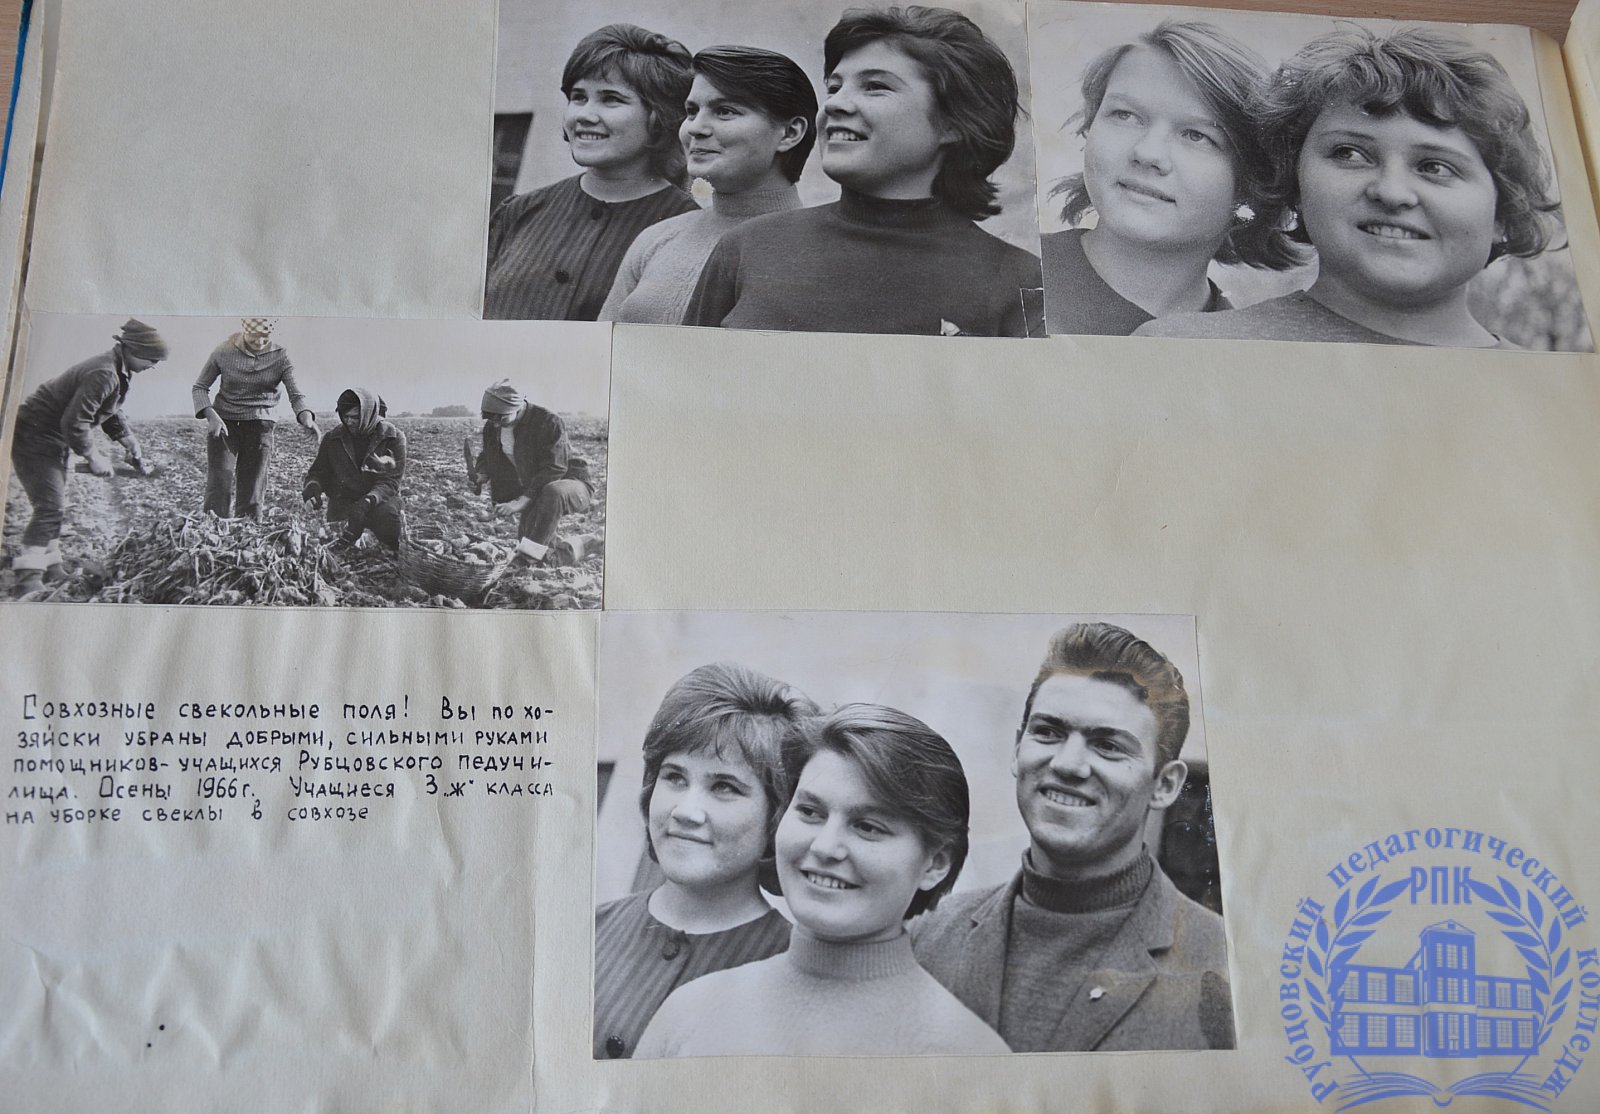 Совхозные свекольные поля! Вы по хо-
зяйски убраны добрыми, сильными руками
помощников- учащихся Рубцовского педучи-
лища. Осень 1966г. Учащиеся 3 „ж" класса
на уборке свеклы в совхозе
Рубцовский педагогический колледж
РПК